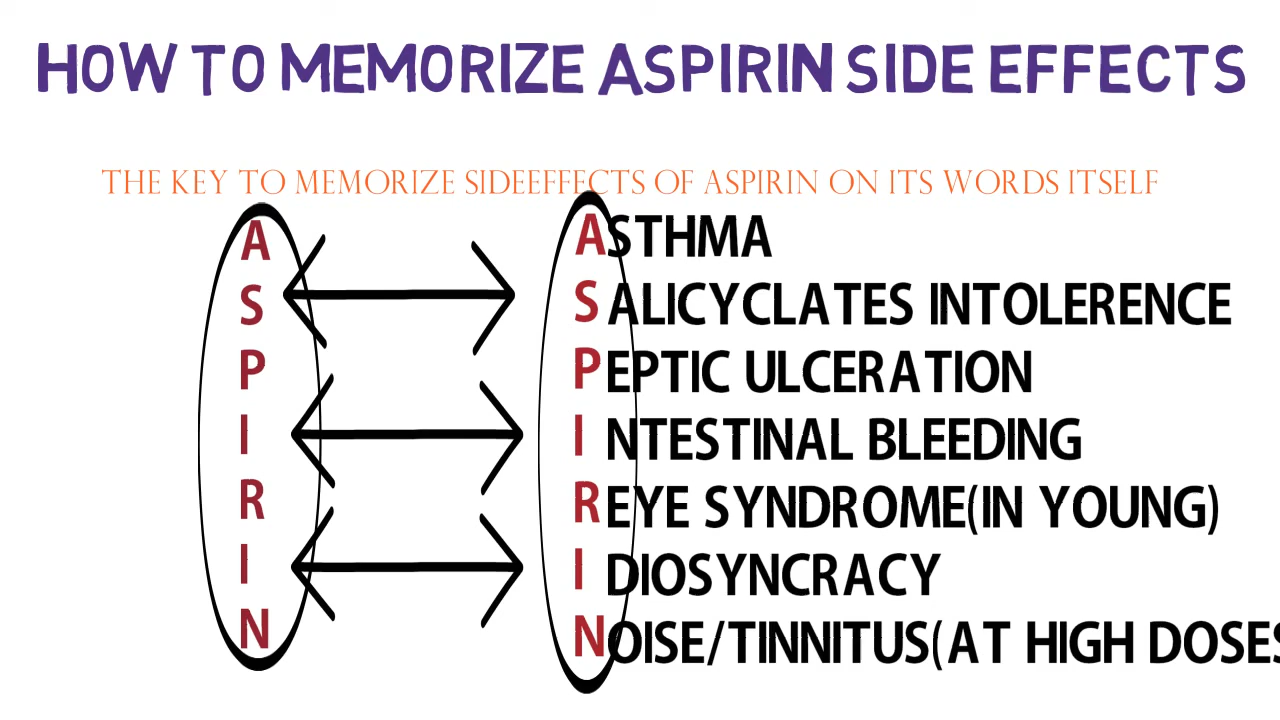 HOW TO MEMORIZE ASPIRIN SIDE EFFECTS
THE KEY TO MEMORIZE SIDEEFFECTS OF ASPIRIN ON ITS WORDS ITSELF
A
S
P
I
R
I
N
ASTHMA
SALICYCLATES INTOLERENCE
PEPTIC ULCERATION
INTESTINAL BLEEDING
REYE SYNDROME(IN YOUNG)
IDIOSYNCRACY
NOISE/TINNITUS(AT HIGH DOSES